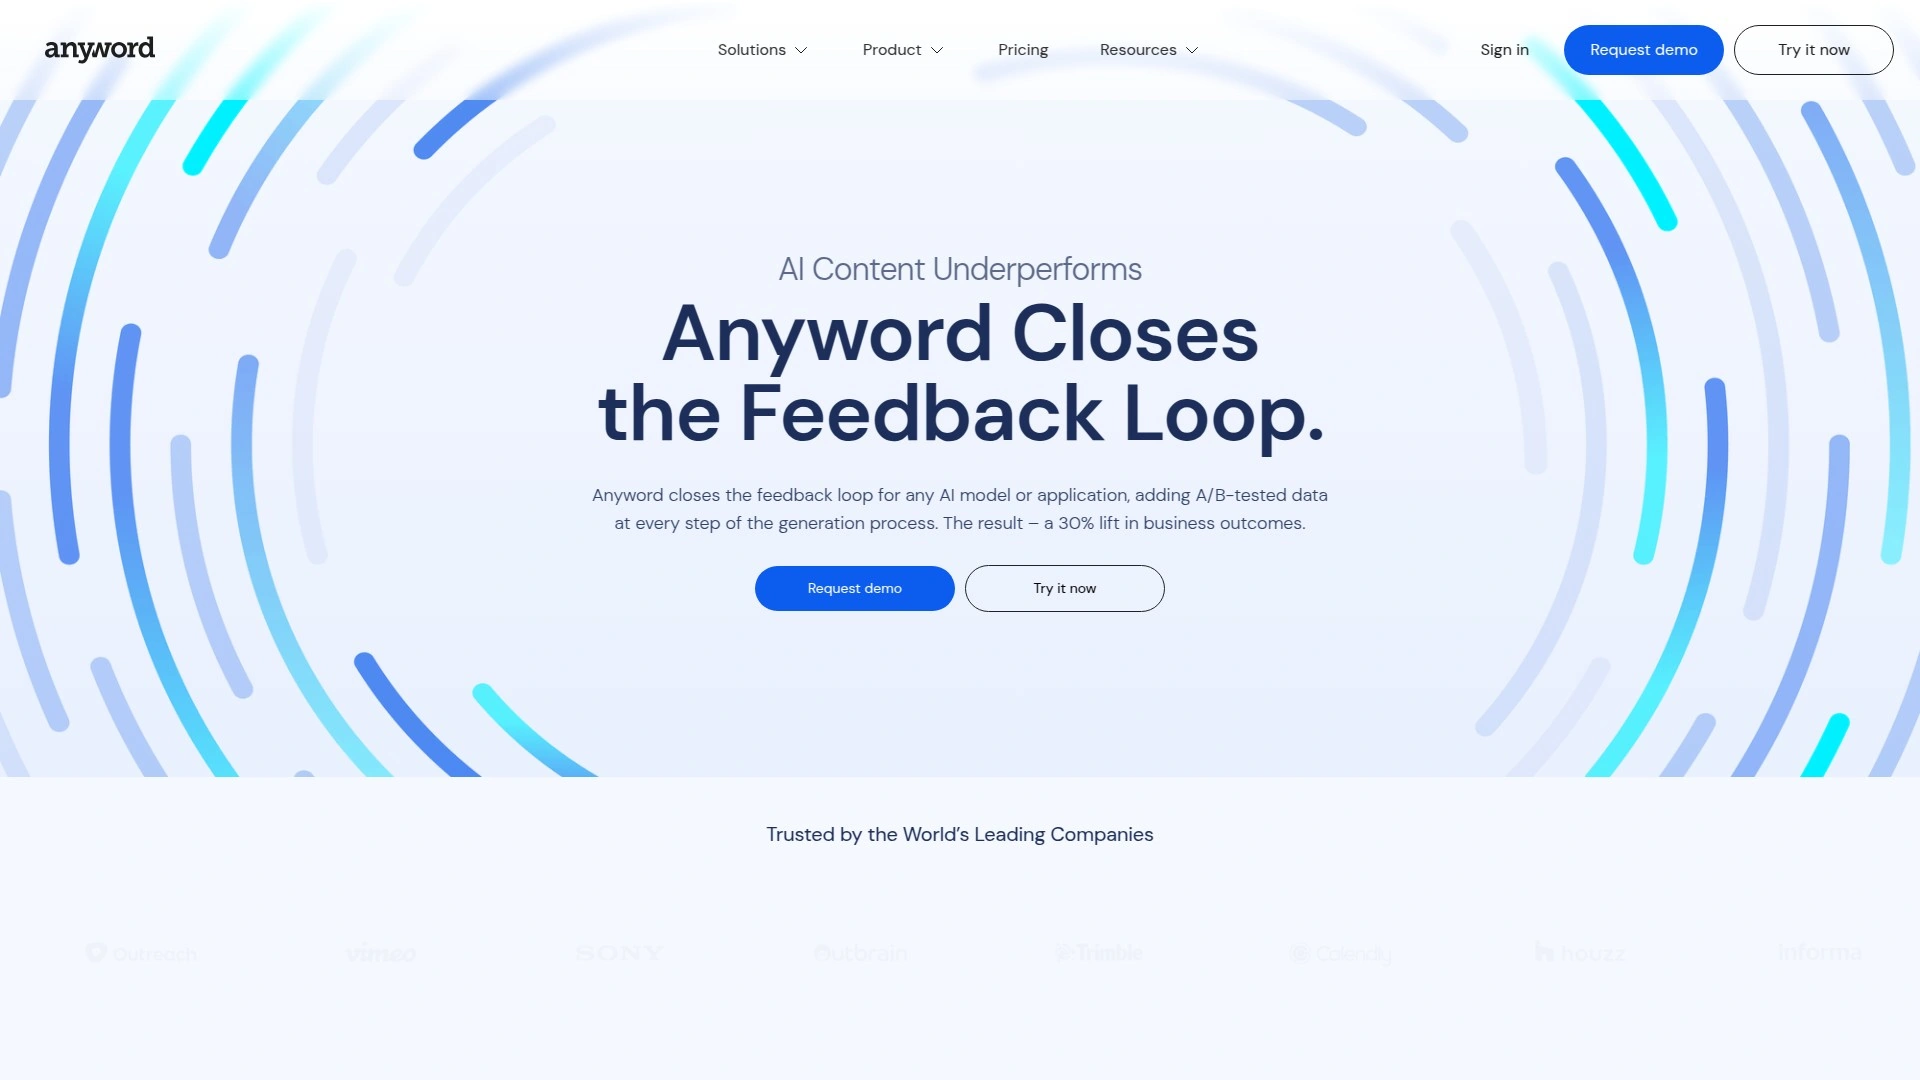 anyword
Solutions
Product
Pricing
Resources
Sign in
Request demo
Try it now
AI Content Underperforms
Anyword Closes
the Feedback Loop.
Anyword closes the feedback loop for any AI model or application, adding A/B-tested data
at every step of the generation process. The result – a 30% lift in business outcomes.
Request demo
Try it now
Trusted by the World’s Leading Companies
Outreach
vimeo
SONY
Outbrain
Trimble
Calendly
houzz
informa